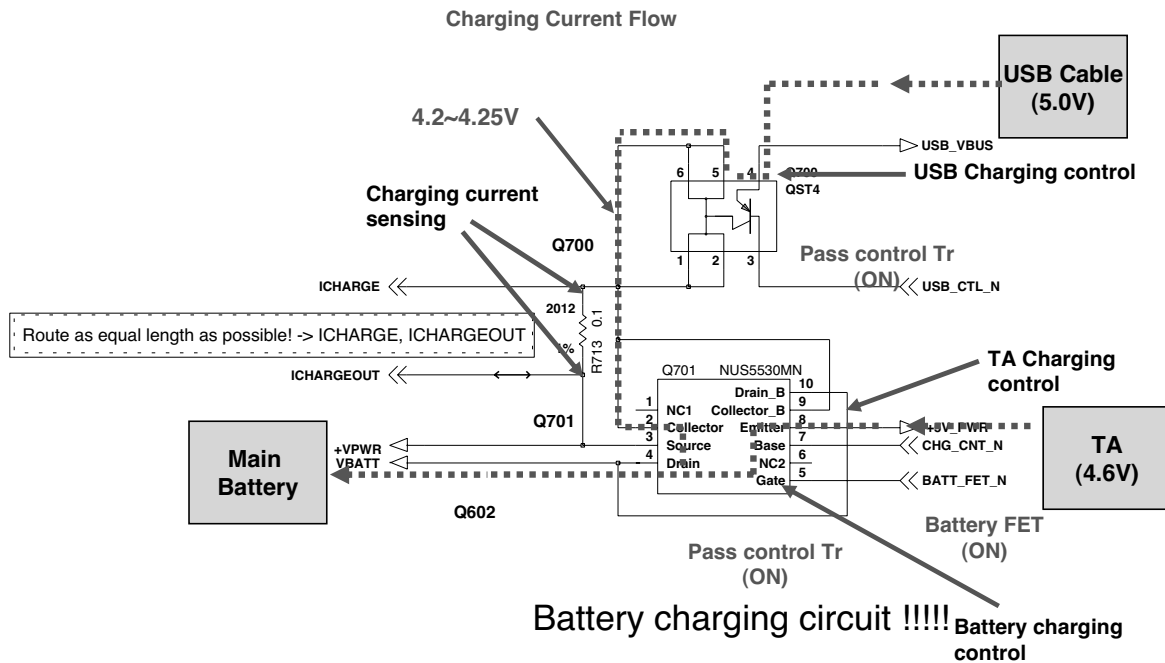 Charging Current Flow
USB Cable
(5.0V)
4.2~4.25V
USB_VBUS
6
5
4
QST4
USB Charging control
Charging current
sensing
Q700
1
2
3
Pass control Tr
(ON)
ICHARGE
USB_CTL_N
2012
0.1
R713
Route as equal length as possible! -> ICHARGE, ICHARGEOUT
ICHARGEOUT
Q701
NUS5530MN
TA Charging
control
Q701
1
NC1
2
Collector
3
Source
4
Drain
Drain_B
10
Collector_B
9
Emitter
8
Base
7
NC2
6
Gate
5
CHG_CNT_N
BATT_FET_N
+VPWR
VBATT
Main
Battery
TA
(4.6V)
Q602
Battery FET
(ON)
Pass control Tr
(ON)
Battery charging circuit !!!!!
Battery charging
control